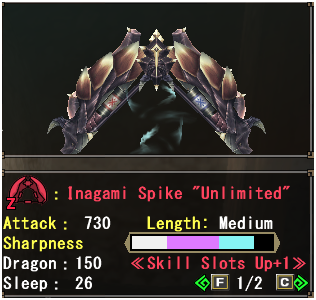 Z : Inagami Spike "Unlimited"
Attack : 730 Length: Medium
Sharpness
Dragon : 150 ≪Skill Slots Up+1≫
Sleep : 26 F 1/2 C